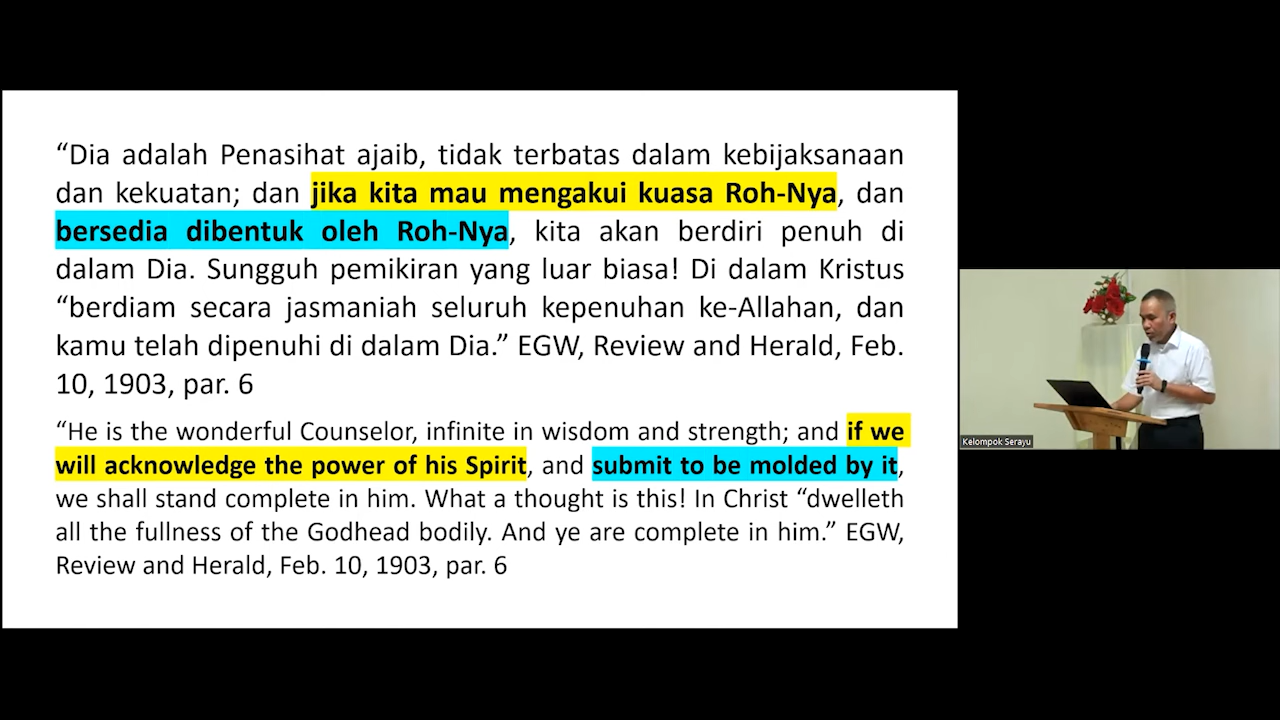 “Dia adalah Penasihat ajaib, tidak terbatas dalam kebijaksanaan
dan kekuatan; dan jika kita mau mengakui kuasa Roh-Nya, dan
bersedia dibentuk oleh Roh-Nya, kita akan berdiri penuh di
dalam Dia. Sungguh pemikiran yang luar biasa! Di dalam Kristus
“berdiam secara jasmaniah seluruh kepenuhan ke-Allahan, dan
kamu telah dipenuhi di dalam Dia.” EGW, Review and Herald, Feb.
10, 1903, par. 6
“He is the wonderful Counselor, infinite in wisdom and strength; and if we
will acknowledge the power of his Spirit, and submit to be molded by it,
we shall stand complete in him. What a thought is this! In Christ “dwelleth
all the fullness of the Godhead bodily. And ye are complete in him.” EGW,
Review and Herald, Feb. 10, 1903, par. 6
Kelompok Serayu